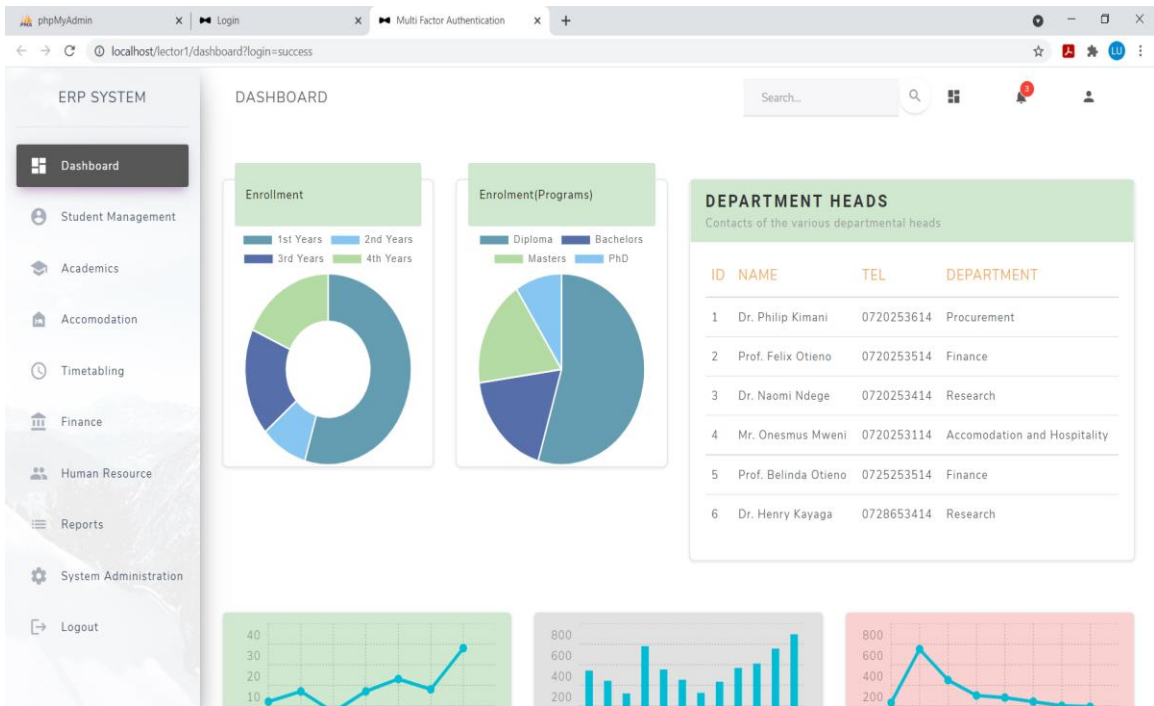 phpMyAdmin
Login
Multi Factor Authentication
localhost/lector1/dashboard?login=success
LU
ERP SYSTEM
Dashboard
Student Management
Academics
Accomodation
Timetabling
Finance
Human Resource
Reports
System Administration
Logout
DASHBOARD
Search...
3
Enrollment
1st Years 2nd Years
3rd Years 4th Years
Enrolment(Programs)
Diploma Bachelors
Masters PhD
DEPARTMENT HEADS
Contacts of the various departmental heads
ID NAME TEL DEPARTMENT
1 Dr. Philip Kimani 0720253614 Procurement
2 Prof. Felix Otieno 0720253514 Finance
3 Dr. Naomi Ndege 0720253414 Research
4 Mr. Onesmus Mweni 0720253114 Accomodation and Hospitality
5 Prof. Belinda Otieno 0725253514 Finance
6 Dr. Henry Kayaga 0728653414 Research
40
30
20
10
800
600
400
200
800
600
400
200